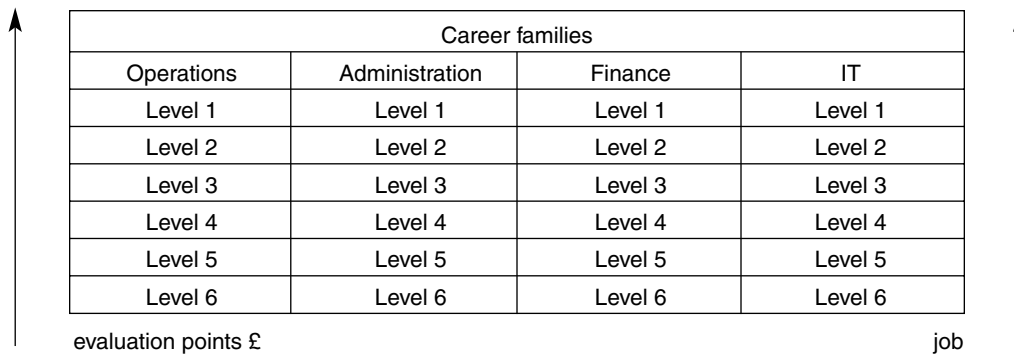 Career families
Operations Administration Finance IT
Level 1 Level 1 Level 1 Level 1
Level 2 Level 2 Level 2 Level 2
Level 3 Level 3 Level 3 Level 3
Level 4 Level 4 Level 4 Level 4
Level 5 Level 5 Level 5 Level 5
Level 6 Level 6 Level 6 Level 6
evaluation points £ job